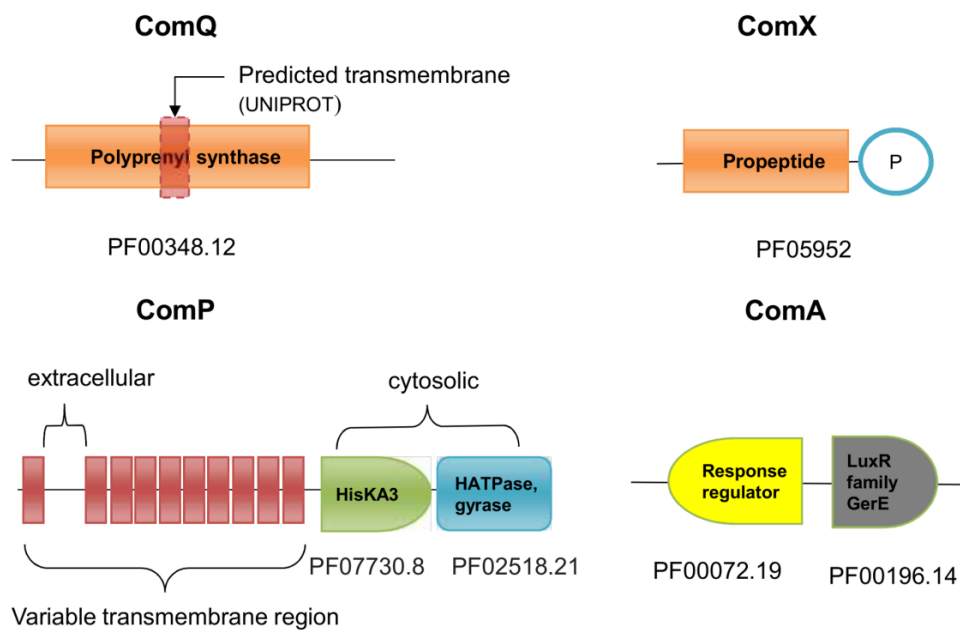 ComQ
Predicted transmembrane
(UNIPROT)
Polyprenyl synthase
PF00348.12
ComX
Propeptide
P
PF05952
ComP
extracellular
cytosolic
HisKA3
HATPase,
gyrase
PF07730.8
PF02518.21
Variable transmembrane region
ComA
Response
regulator
LuxR
family
GerE
PF00072.19
PF00196.14